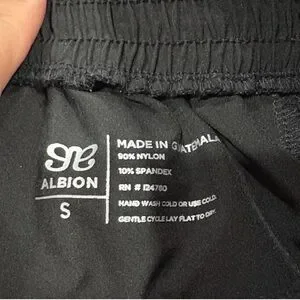 ALBION
S
MADE IN GUATEMALA
90% NYLON
10% SPANDEX
RN # 124780
HAND WASH COLD OR USE COLD,
GENTLE CYCLE LAY FLAT TO DRY.